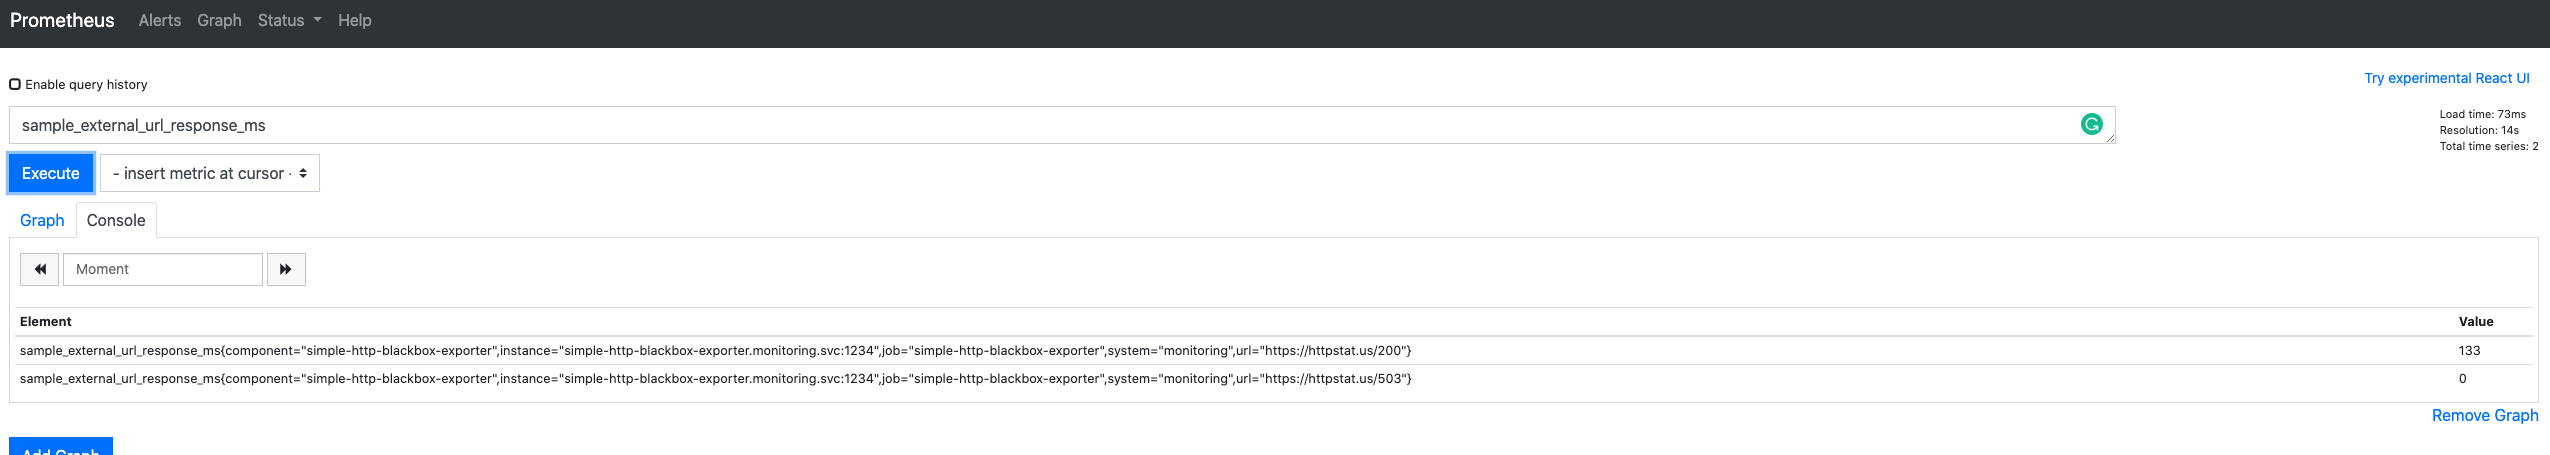 Prometheus Alerts Graph Status Help
Enable query history
Try experimental React UI
sample_external_url_response_ms
Load time: 73ms
Resolution: 14s
Total time series: 2
Execute
- insert metric at cursor -
Graph
Console
Moment
Element Value
sample_external_url_response_ms{component="simple-http-blackbox-exporter",instance="simple-http-blackbox-exporter.monitoring.svc:1234",job="simple-http-blackbox-exporter",system="monitoring",url="https://httpstat.us/200"} 133
sample_external_url_response_ms{component="simple-http-blackbox-exporter",instance="simple-http-blackbox-exporter.monitoring.svc:1234",job="simple-http-blackbox-exporter",system="monitoring",url="https://httpstat.us/503"} 0
Remove Graph
Add Graph